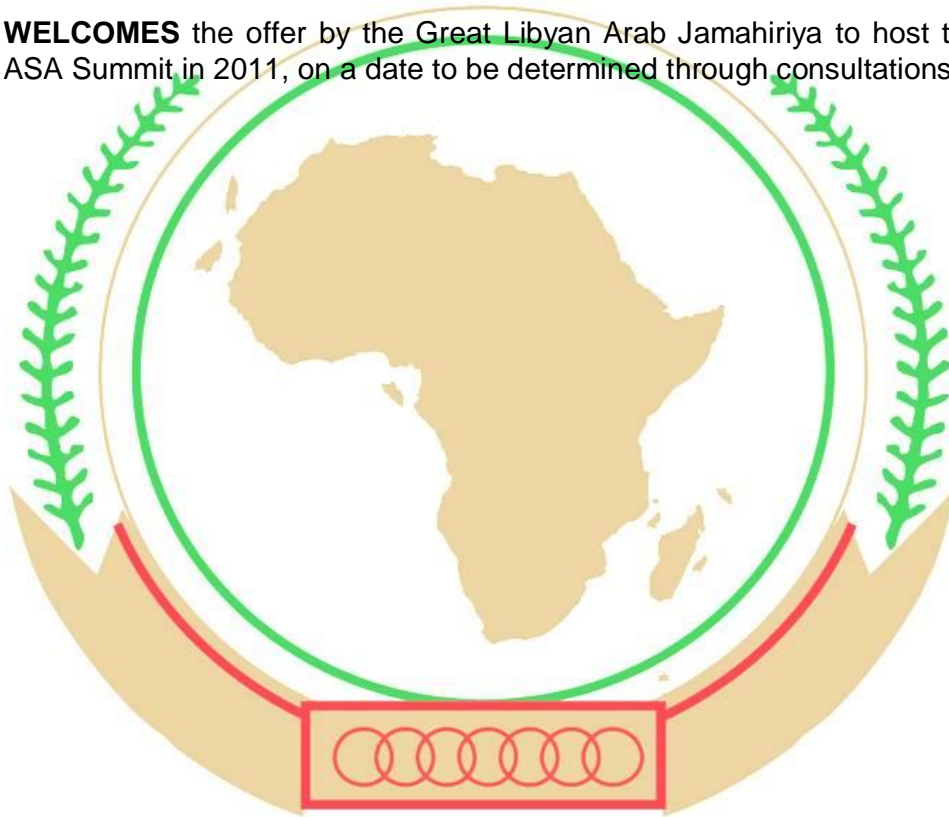 WELCOMES the offer by the Great Libyan Arab Jamahiriya to host t
ASA Summit in 2011, on a date to be determined through consultations